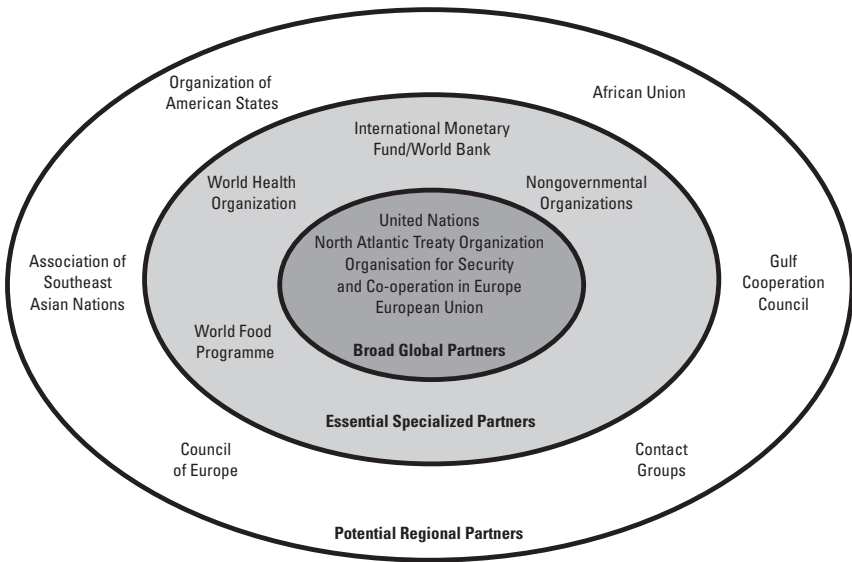 Organization of
American States
African Union
International Monetary
Fund/World Bank
World Health
Organization
Nongovernmental
Organizations
United Nations
North Atlantic Treaty Organization
Organisation for Security
and Co-operation in Europe
European Union
Broad Global Partners
Association of
Southeast
Asian Nations
Gulf
Cooperation
Council
World Food
Programme
Essential Specialized Partners
Council
of Europe
Contact
Groups
Potential Regional Partners